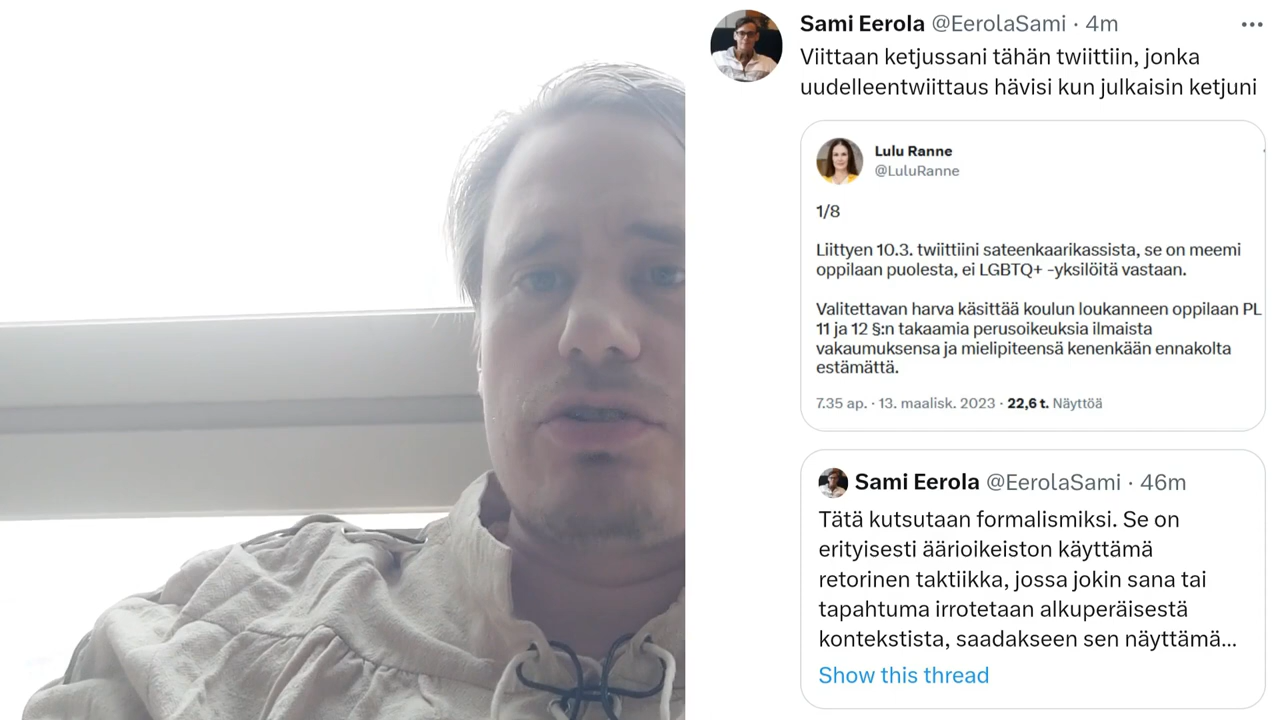 Sami Eerola @EerolaSami · 4m
Viittaan ketjussani tähän twiittiin, jonka
uudelleentwiittaus hävisi kun julkaisin ketjuni
Lulu Ranne
@LuluRanne
1/8
Liittyen 10.3. twiittiini sateenkaarikassista, se on meemi
oppilaan puolesta, ei LGBTQ+ -yksilöitä vastaan.
Valitettavan harva käsittää koulun loukanneen oppilaan PL
11 ja 12 §:n takaamia perusoikeuksia ilmaista
vakaumuksensa ja mielipiteensä kenenkään ennakolta
estämättä.
7.35 ap. · 13. maalisk. 2023 · 22,6 t. Näyttöä
Sami Eerola @EerolaSami · 46m
Tätä kutsutaan formalismiksi. Se on
erityisesti äärioikeiston käyttämä
retorinen taktiikka, jossa jokin sana tai
tapahtuma irrotetaan alkuperäisestä
kontekstista, saadakseen sen näyttämä...
Show this thread